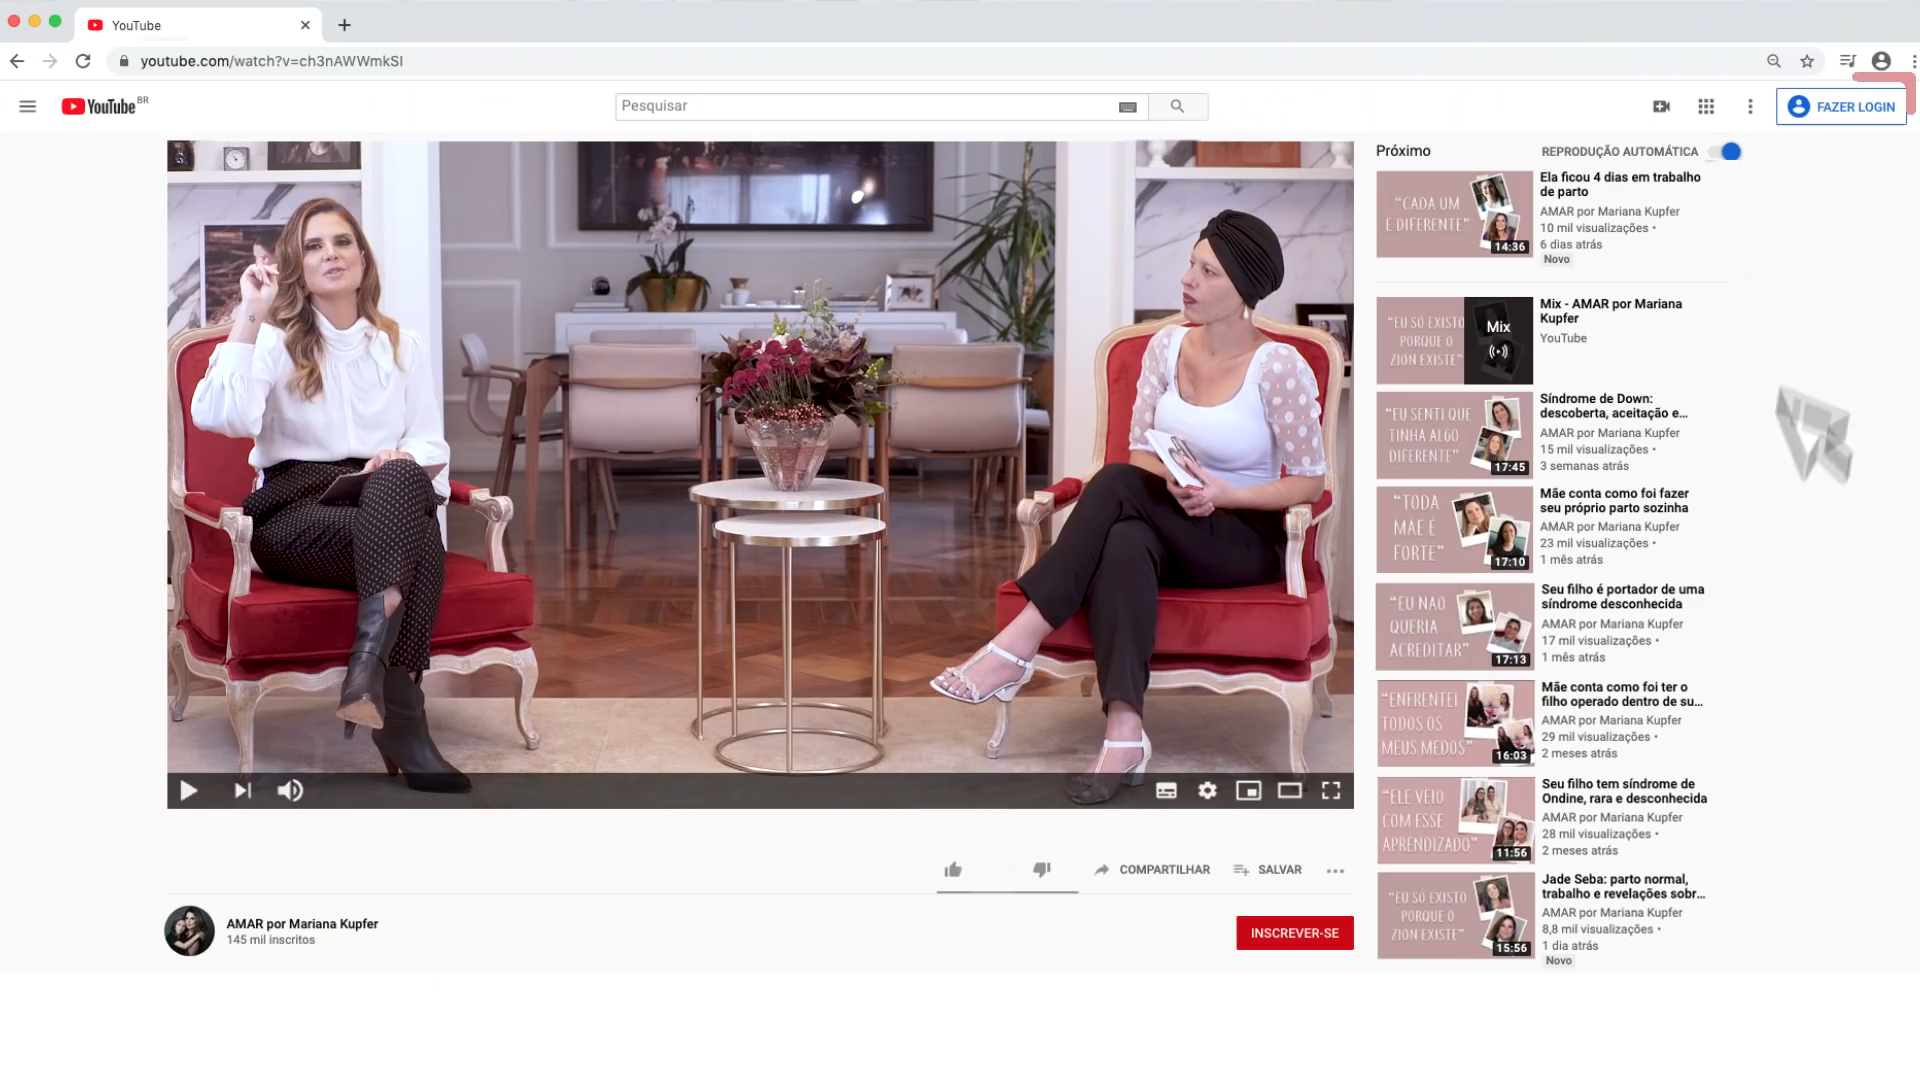 YouTube
youtube.com/watch?v=ch3nAWWmkSI
YouTube BR
Pesquisar
FAZER LOGIN
Próximo
REPRODUÇÃO AUTOMÁTICA
"CADA UM
É DIFERENTE"
14:36
Ela ficou 4 dias em trabalho
de parto
AMAR por Mariana Kupfer
10 mil visualizações •
6 dias atrás
Novo
"EU SÓ EXISTO
PORQUE O
ZION EXISTE"
Mix
Mix - AMAR por Mariana
Kupfer
YouTube
"EU SENTI QUE
TINHA ALGO
DIFERENTE"
17:45
Síndrome de Down:
descoberta, aceitação e...
AMAR por Mariana Kupfer
15 mil visualizações •
3 semanas atrás
"TODA
MÃE É
FORTE"
17:10
Mãe conta como foi fazer
seu próprio parto sozinha
AMAR por Mariana Kupfer
23 mil visualizações •
1 mês atrás
"EU NÃO
QUERIA
ACREDITAR"
17:13
Seu filho é portador de uma
síndrome desconhecida
AMAR por Mariana Kupfer
17 mil visualizações •
1 mês atrás
"ENFRENTEI
TODOS OS
MEUS MEDOS"
16:03
Mãe conta como foi ter o
filho operado dentro de su...
AMAR por Mariana Kupfer
29 mil visualizações •
2 meses atrás
"ELE VEIO
COM ESSE
APRENDIZADO"
11:56
Seu filho tem síndrome de
Ondine, rara e desconhecida
AMAR por Mariana Kupfer
28 mil visualizações •
2 meses atrás
"EU SÓ EXISTO
PORQUE O
ZION EXISTE"
15:56
Jade Seba: parto normal,
trabalho e revelações sobr...
AMAR por Mariana Kupfer
8,8 mil visualizações •
1 dia atrás
Novo
COMPARTILHAR
SALVAR
AMAR por Mariana Kupfer
145 mil inscritos
INSCREVER-SE